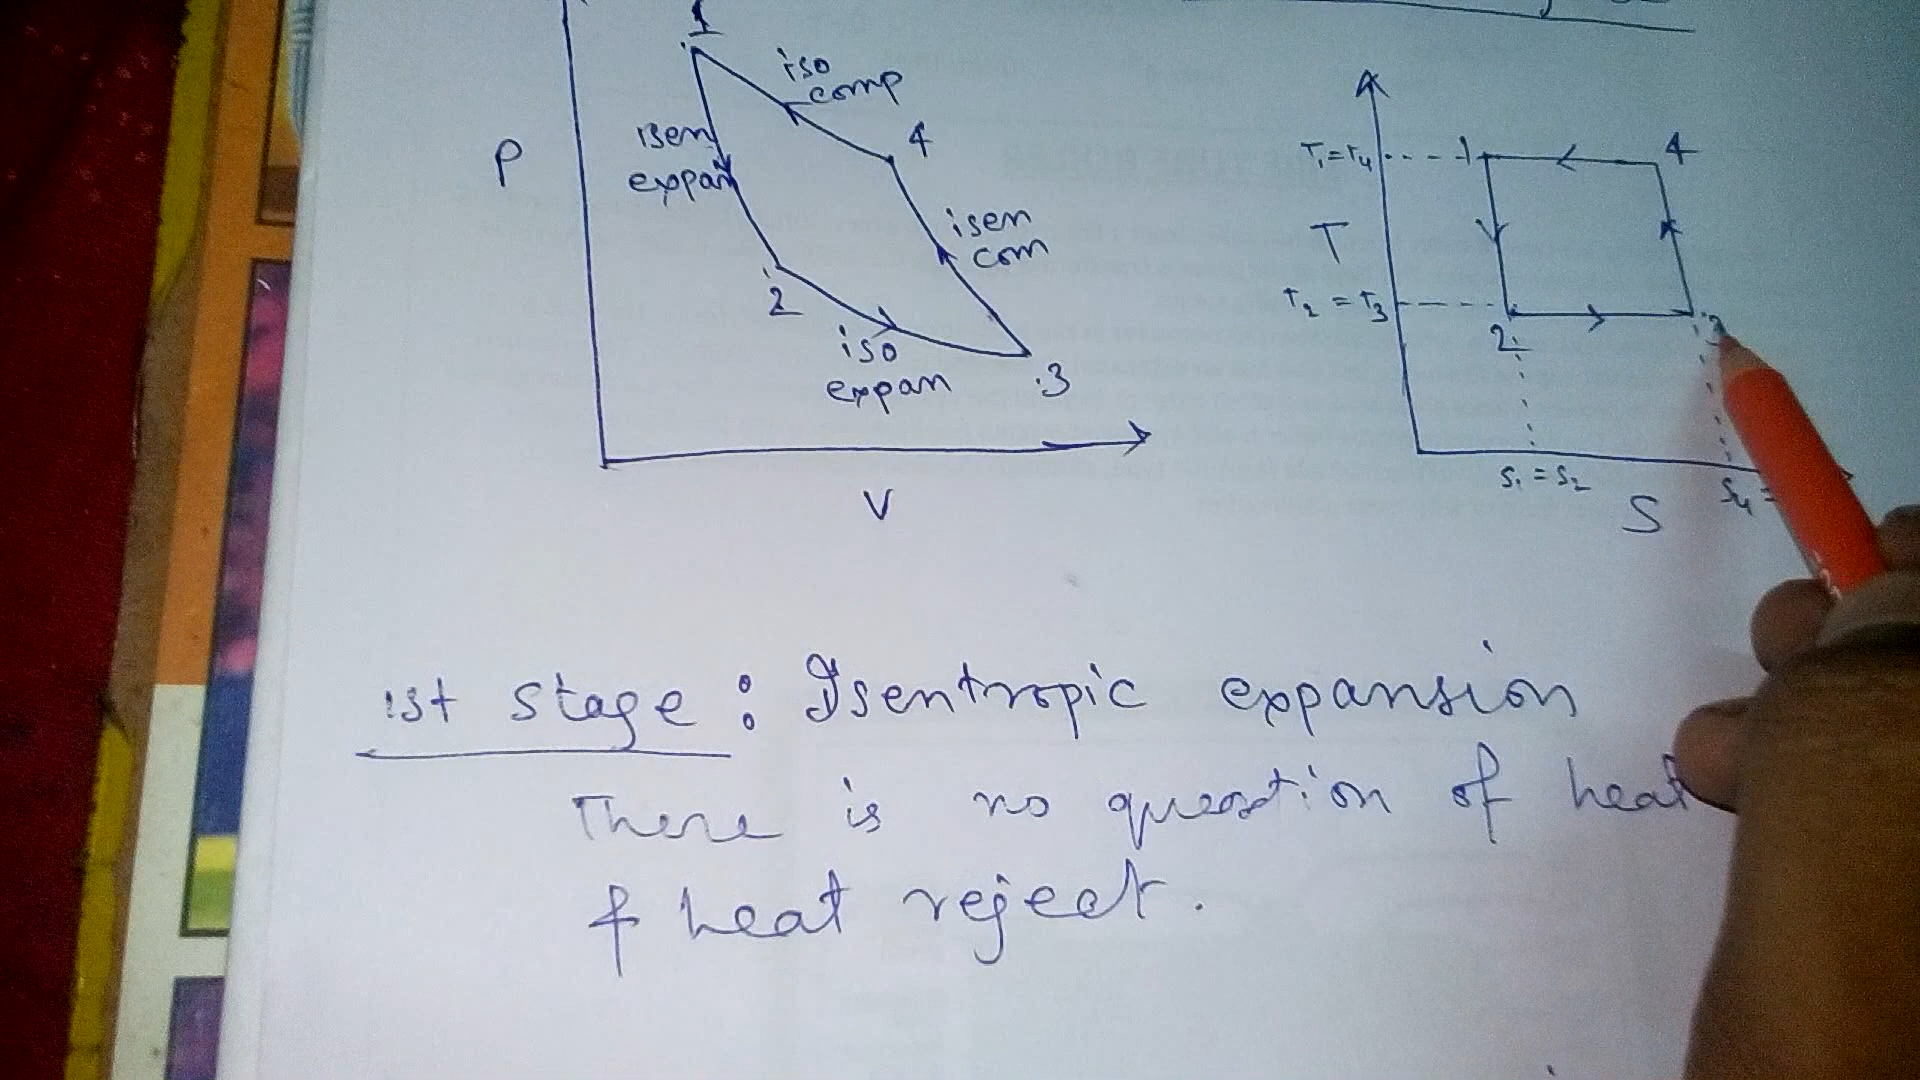 1
iso
comp
isen
expan
P
4
isen
com
2
iso
expan
3
V
T₁=T₄
1
4
T
T₂ = T₃
2
3
S₁ = S₂
S₄ =
S
1st stage : Isentropic expansion
There is no question of heat
& heat reject.